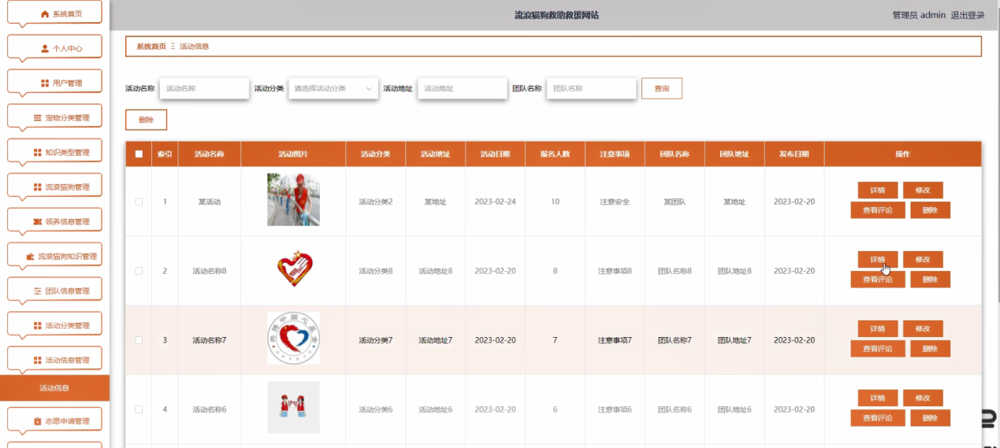 流浪猫狗救助救援网站
管理员 admin 退出登录
系统首页
个人中心
用户管理
宠物分类管理
知识类型管理
流浪猫狗管理
领养信息管理
流浪猫狗知识管理
团队信息管理
活动分类管理
活动信息管理
活动信息
志愿申请管理
系统首页 Ξ 活动信息
活动名称 活动名称 活动分类 请选择活动分类 活动地址 活动地址 团队名称 团队名称 查询
删除
索引 活动名称 活动图片 活动分类 活动地址 活动日期 报名人数 注意事项 团队名称 团队地址 发布日期 操作
1 某活动 活动分类2 某地址 2023-02-24 10 注意安全 某团队 某地址 2023-02-20 详情 修改
查看评论 删除
2 活动名称8 活动分类8 活动地址8 2023-02-20 8 注意事项8 团队名称8 团队地址8 2023-02-20 详情 修改
查看评论 删除
3 活动名称7 活动分类7 活动地址7 2023-02-20 7 注意事项7 团队名称7 团队地址7 2023-02-20 详情 修改
查看评论 删除
4 活动名称6 活动分类6 活动地址6 2023-02-20 6 注意事项6 团队名称6 团队地址6 2023-02-20 详情 修改
查看评论 删除